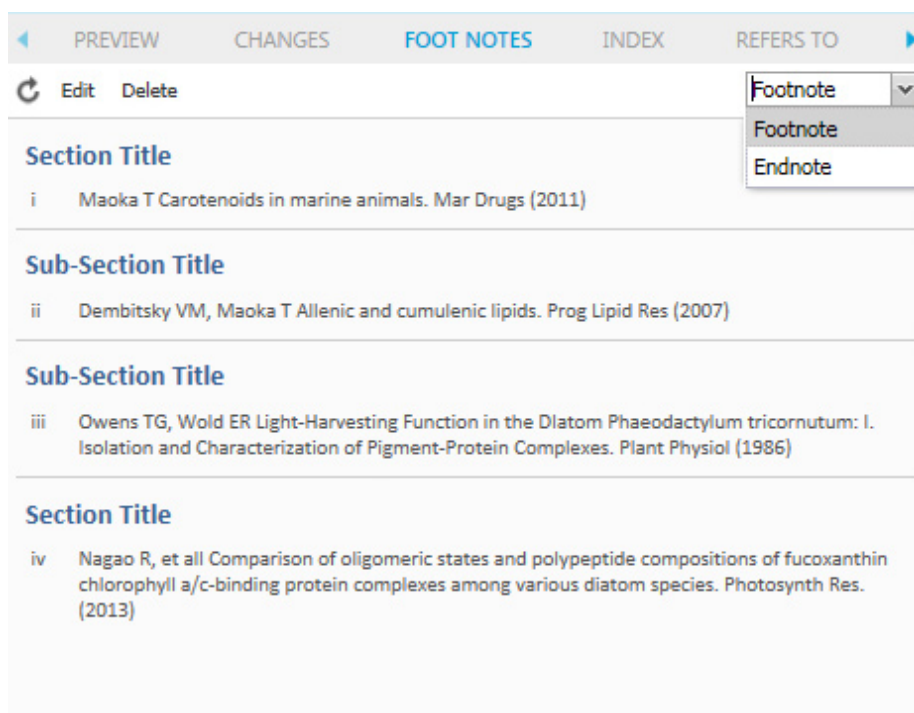 PREVIEW CHANGES FOOT NOTES INDEX REFERS TO
Edit Delete Footnote
Footnote
Endnote
Section Title
i Maoka T Carotenoids in marine animals. Mar Drugs (2011)
Sub-Section Title
ii Dembitsky VM, Maoka T Allenic and cumulenic lipids. Prog Lipid Res (2007)
Sub-Section Title
iii Owens TG, Wold ER Light-Harvesting Function in the DIatom Phaeodactylum tricornutum: I.
Isolation and Characterization of Pigment-Protein Complexes. Plant Physiol (1986)
Section Title
iv Nagao R, et all Comparison of oligomeric states and polypeptide compositions of fucoxanthin
chlorophyll a/c-binding protein complexes among various diatom species. Photosynth Res.
(2013)